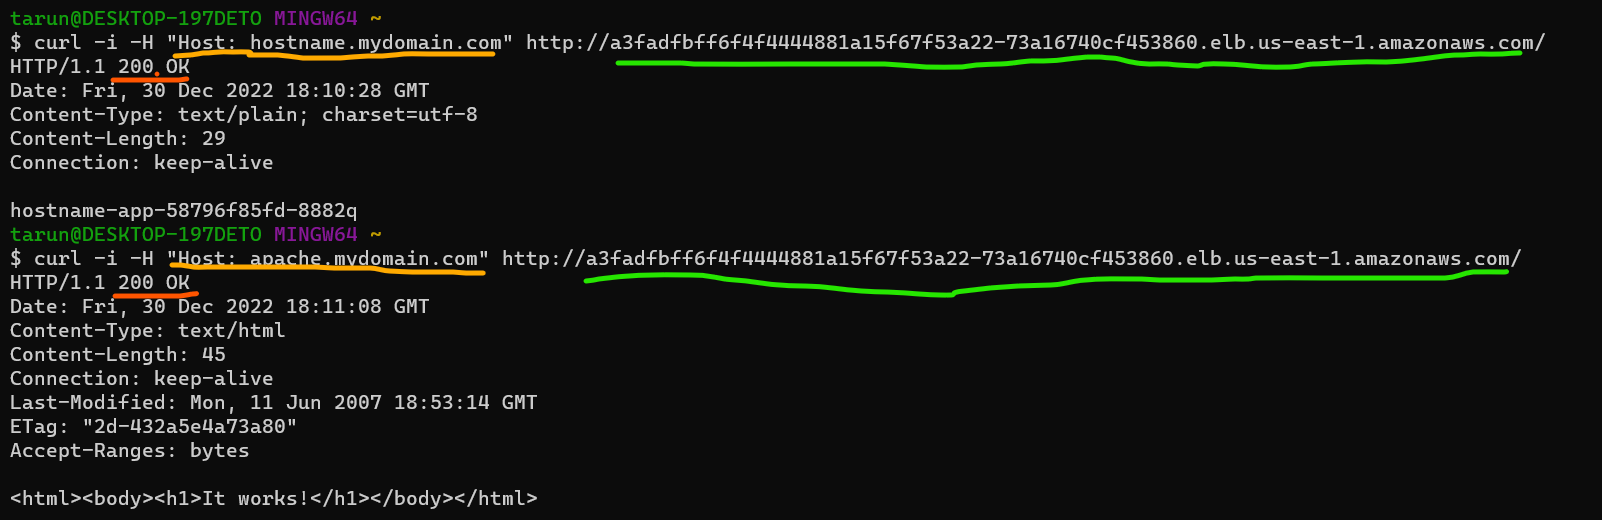 tarun@DESKTOP-197DETO MINGW64 ~
$ curl -i -H "Host: hostname.mydomain.com" http://a3fadfbff6f4f4444881a15f67f53a22-73a16740cf453860.elb.us-east-1.amazonaws.com/
HTTP/1.1 200 OK
Date: Fri, 30 Dec 2022 18:10:28 GMT
Content-Type: text/plain; charset=utf-8
Content-Length: 29
Connection: keep-alive

hostname-app-58796f85fd-8882q
tarun@DESKTOP-197DETO MINGW64 ~
$ curl -i -H "Host: apache.mydomain.com" http://a3fadfbff6f4f4444881a15f67f53a22-73a16740cf453860.elb.us-east-1.amazonaws.com/
HTTP/1.1 200 OK
Date: Fri, 30 Dec 2022 18:11:08 GMT
Content-Type: text/html
Content-Length: 45
Connection: keep-alive
Last-Modified: Mon, 11 Jun 2007 18:53:14 GMT
ETag: "2d-432a5e4a73a80"
Accept-Ranges: bytes

<html><body><h1>It works!</h1></body></html>